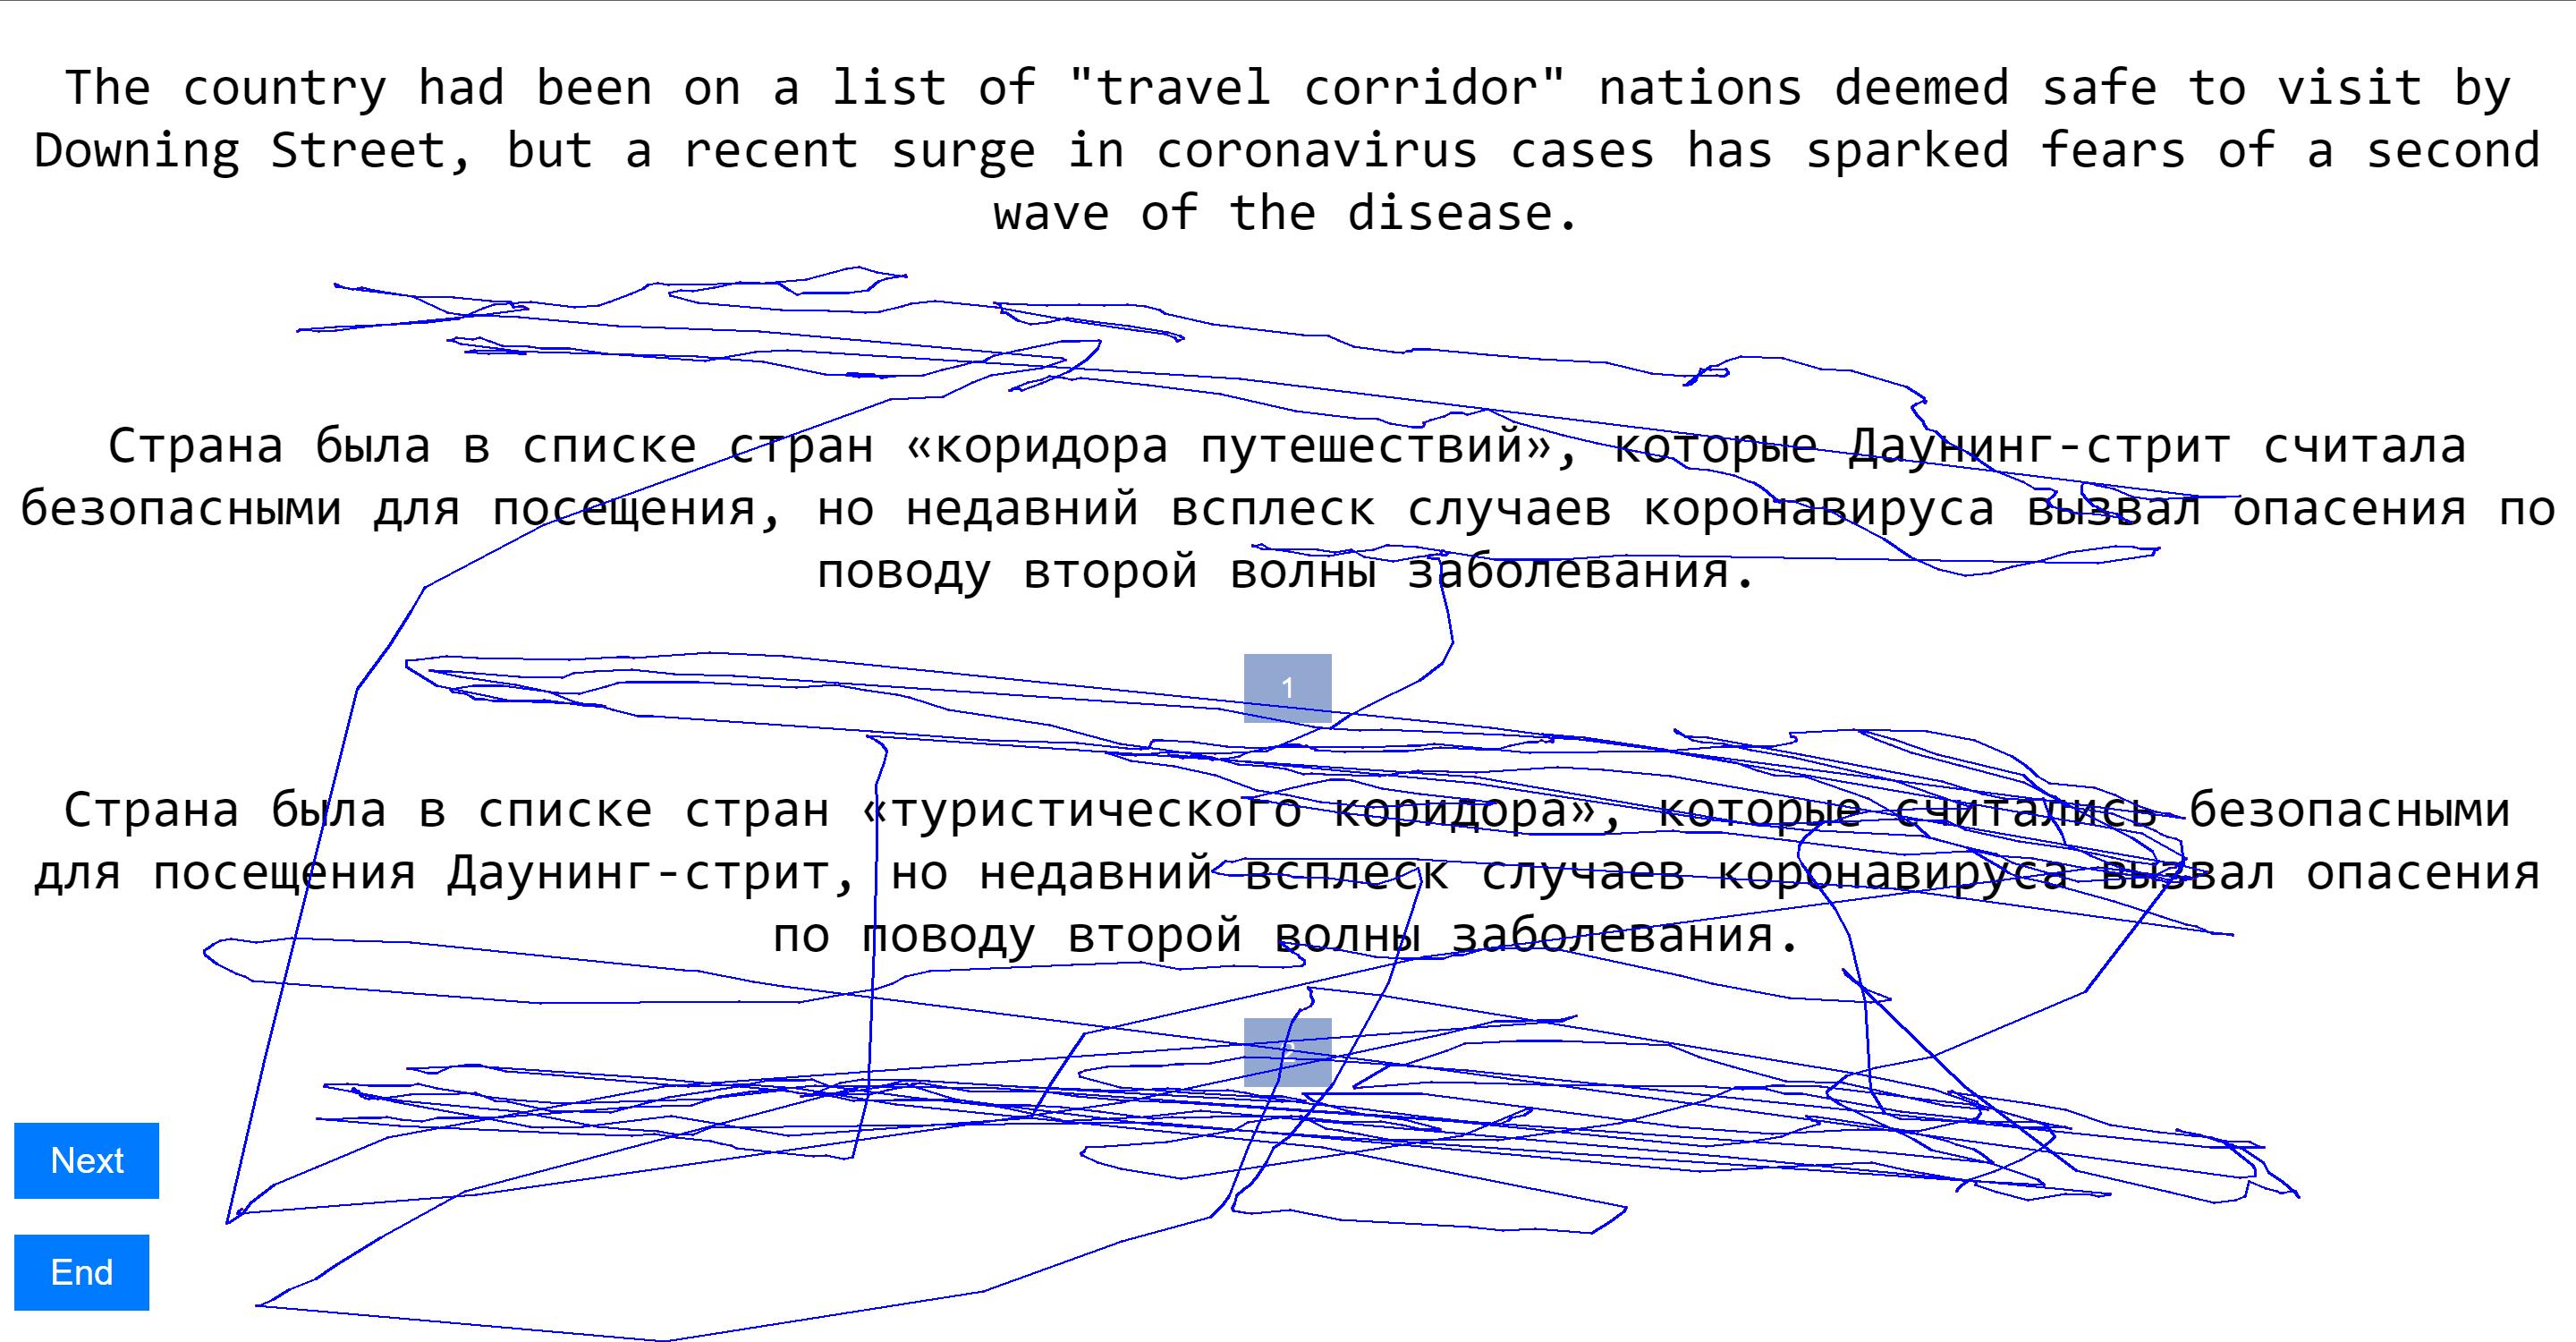 The country had been on a list of "travel corridor" nations deemed safe to visit by
Downing Street, but a recent surge in coronavirus cases has sparked fears of a second
wave of the disease.
Страна была в списке стран «коридора путешествий», которые Даунинг-стрит считала
безопасными для посещения, но недавний всплеск случаев коронавируса вызвал опасения по
поводу второй волны заболевания.
1
Страна была в списке стран «туристического коридора», которые считались безопасными
для посещения Даунинг-стрит, но недавний всплеск случаев коронавируса вызвал опасения
по поводу второй волны заболевания.
2
Next
End